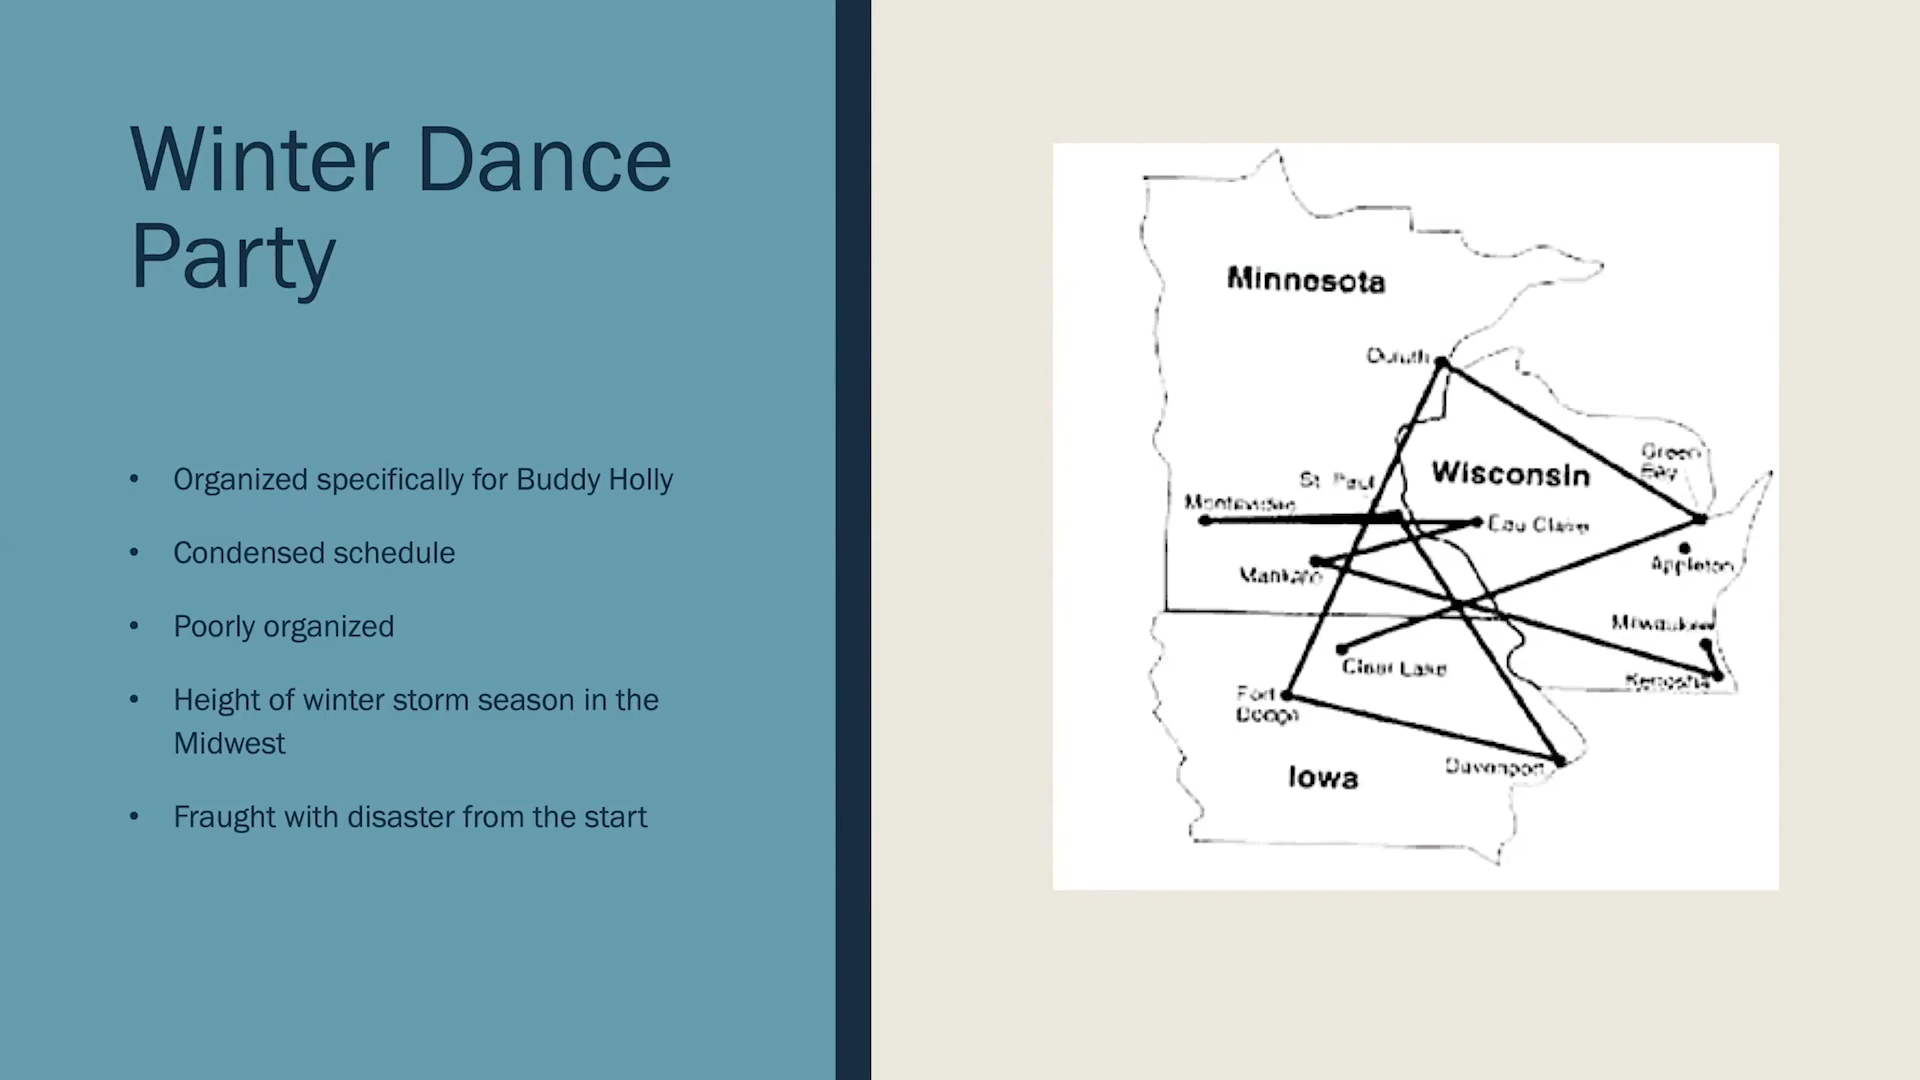 Winter Dance
Party
• Organized specifically for Buddy Holly
• Condensed schedule
• Poorly organized
• Height of winter storm season in the
Midwest
• Fraught with disaster from the start
Minnesota
Duluth
Green
Bay
Wisconsin
St. Paul
Montevideo
Eau Claire
Appleton
Mankato
Milwaukee
Clear Lake
Kenosha
Fort
Dodge
Davenport
Iowa